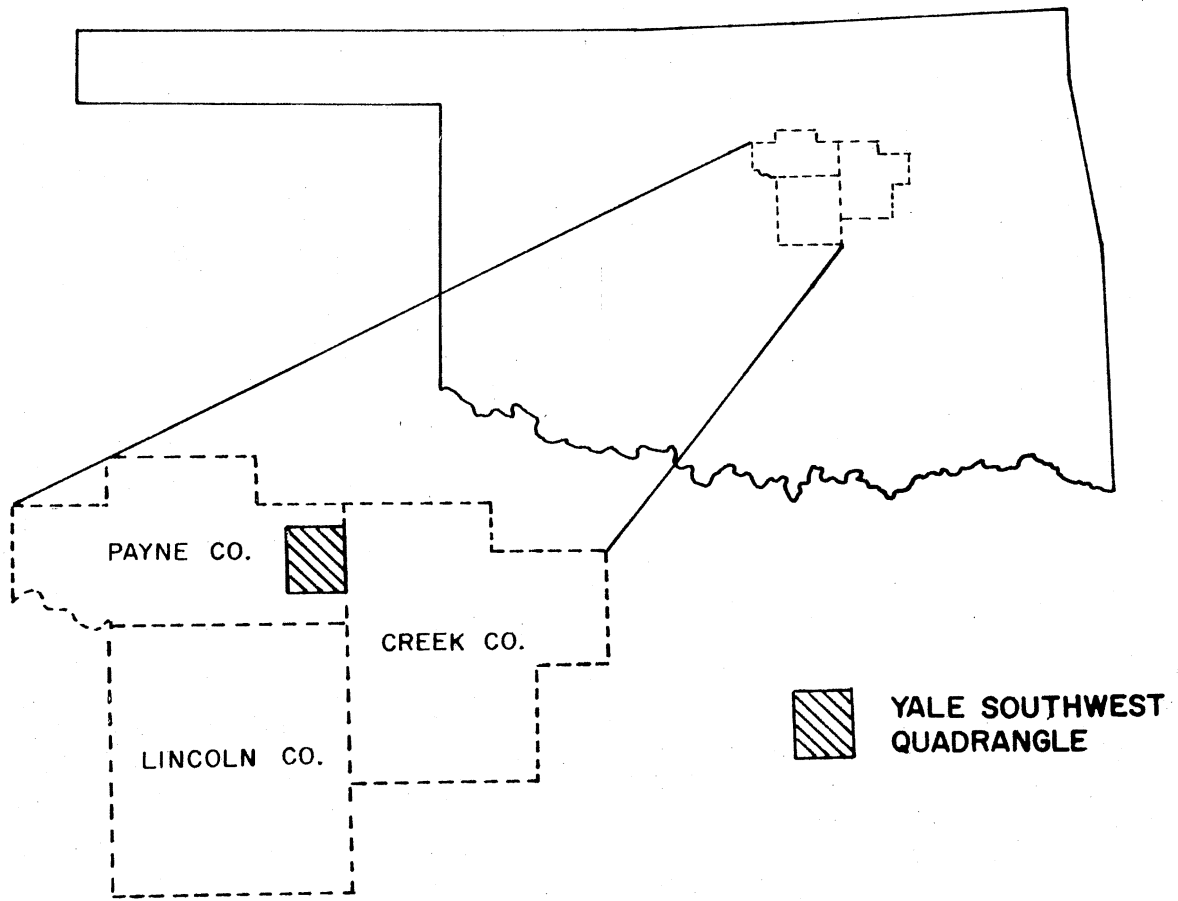 PAYNE CO.
CREEK CO.
LINCOLN CO.
YALE SOUTHWEST
QUADRANGLE